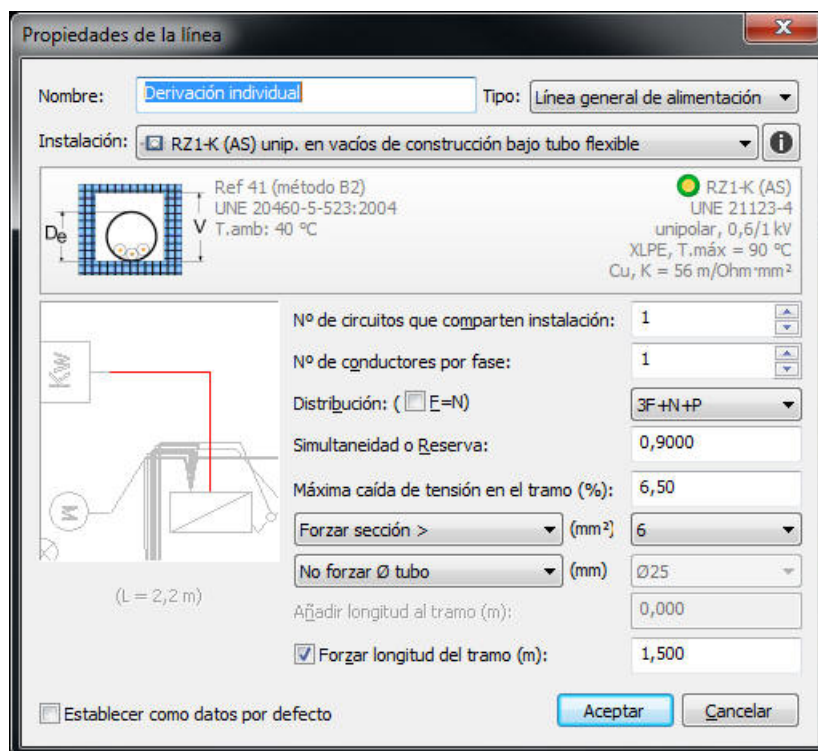 Propiedades de la línea
Nombre: Derivación individual Tipo: Línea general de alimentación
Instalación: RZ1-K (AS) unip. en vacíos de construcción bajo tubo flexible
De V
Ref 41 (método B2)
UNE 20460-5-523:2004
T.amb: 40 ºC
RZ1-K (AS)
UNE 21123-4
unipolar, 0,6/1 kV
XLPE, T.máx = 90 ºC
Cu, K = 56 m/Ohm·mm²
KW
M
(L = 2,2 m)
Nº de circuitos que comparten instalación: 1
Nº de conductores por fase: 1
Distribución: ( F=N) 3F+N+P
Simultaneidad o Reserva: 0,9000
Máxima caída de tensión en el tramo (%): 6,50
Forzar sección > (mm²) 6
No forzar Ø tubo (mm) Ø25
Añadir longitud al tramo (m): 0,000
Forzar longitud del tramo (m): 1,500
Establecer como datos por defecto
Aceptar Cancelar